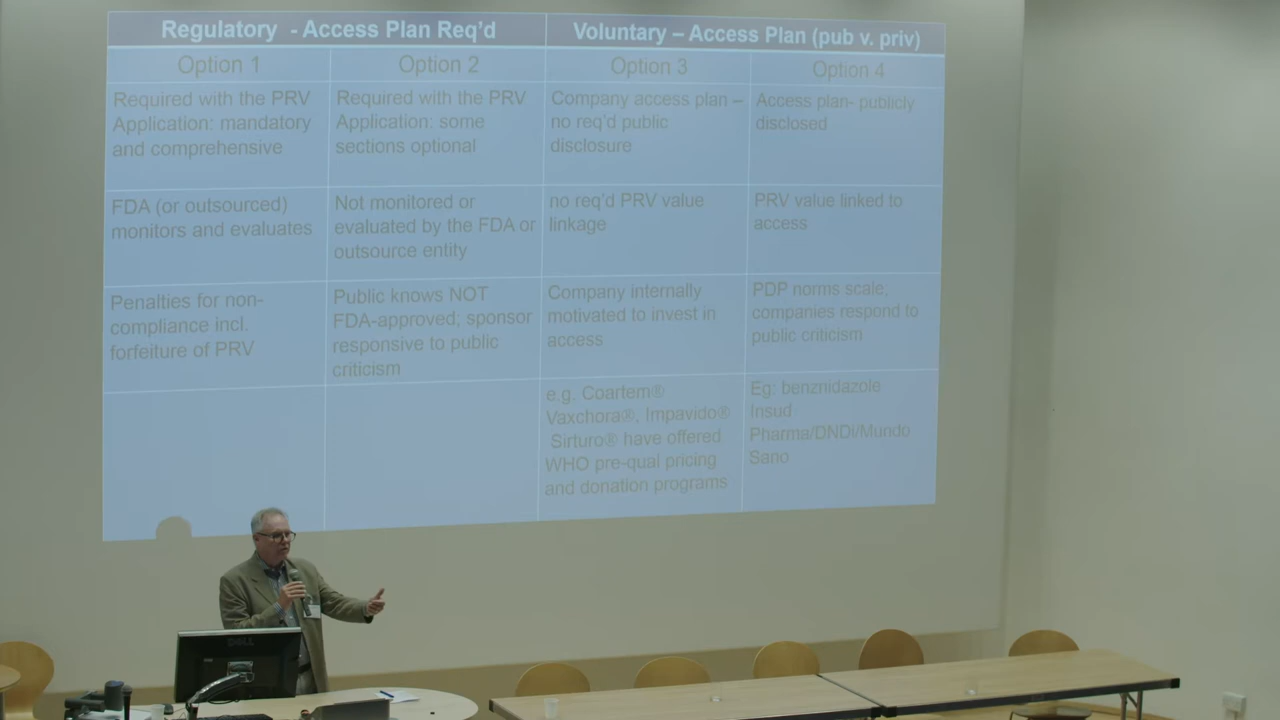 Regulatory - Access Plan Req'd
Voluntary – Access Plan (pub v. priv)
Option 1
Option 2
Option 3
Option 4
Required with the PRV
Application: mandatory
and comprehensive
Required with the PRV
Application: some
sections optional
Company access plan –
no req'd public
disclosure
Access plan- publicly
disclosed
FDA (or outsourced)
monitors and evaluates
Not monitored or
evaluated by the FDA or
outsource entity
no req'd PRV value
linkage
PRV value linked to
access
Penalties for non-
compliance incl.
forfeiture of PRV
Public knows NOT
FDA-approved; sponsor
responsive to public
criticism
Company internally
motivated to invest in
access
PDP norms scale;
companies respond to
public criticism
e.g. Coartem®
Vaxchora®, Impavido®
Sirturo® have offered
WHO pre-qual pricing
and donation programs
Eg: benznidazole
Insud
Pharma/DNDi/Mundo
Sano
DELL